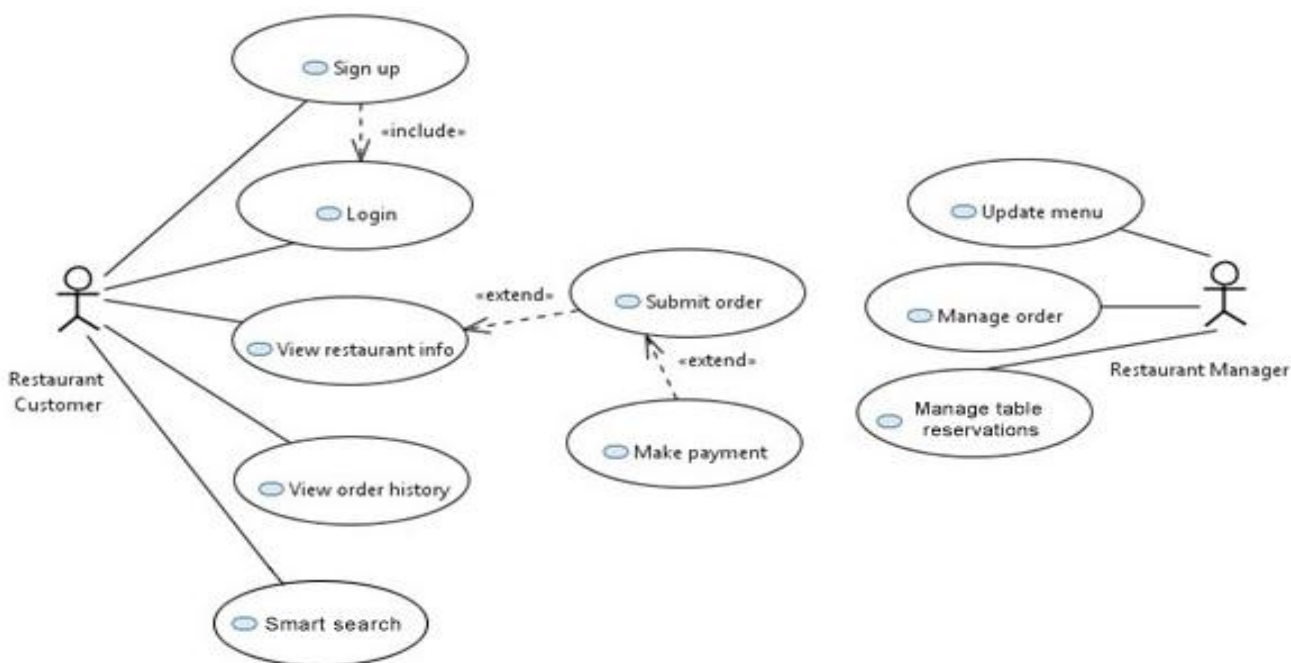 Sign up
«include»
Login
Update menu
«extend»
Submit order
Manage order
View restaurant info
«extend»
Restaurant
Customer
Restaurant Manager
Manage table
reservations
Make payment
View order history
Smart search